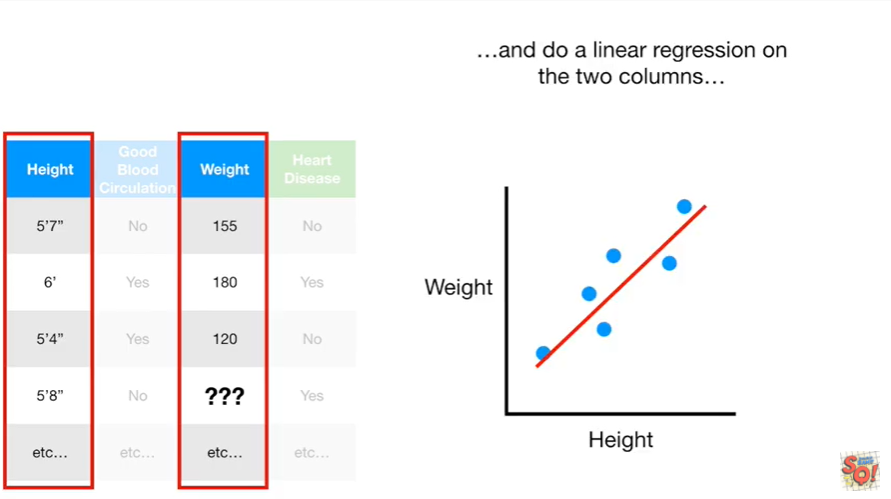 …and do a linear regression on
the two columns…
Height
Good
Blood
Circulation
Weight
Heart
Disease
5’7”
No
155
No
6’
Yes
180
Yes
5’4”
Yes
120
No
5’8”
No
???
Yes
etc…
etc…
etc…
etc…
Weight
Height
SQ!